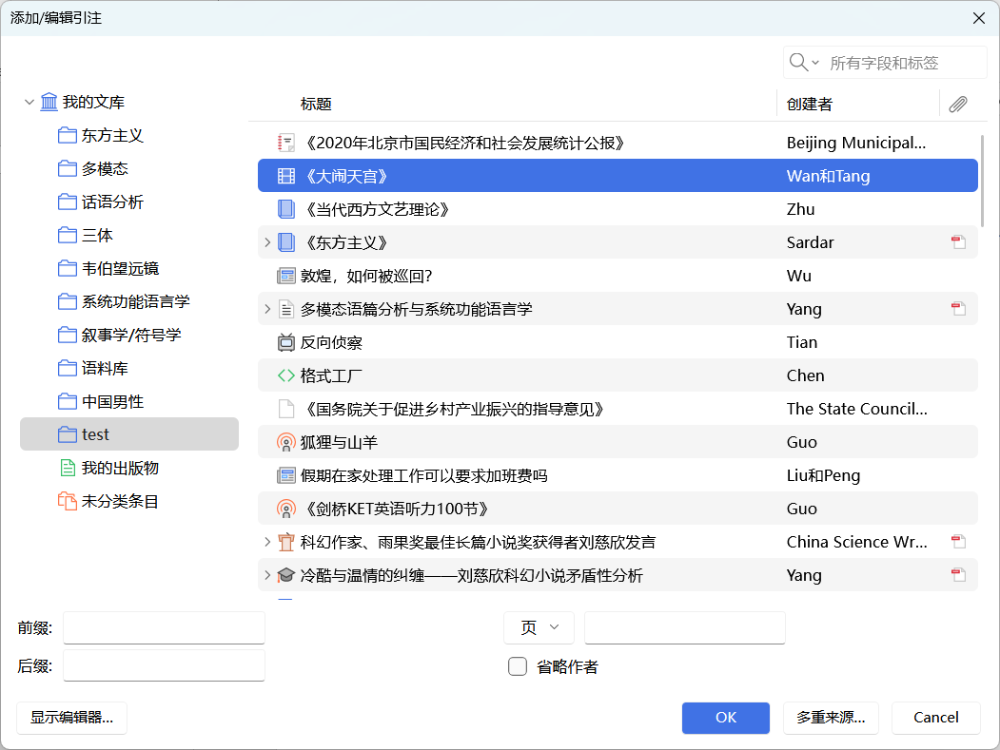 添加/编辑引注
所有字段和标签
我的文库
东方主义
多模态
话语分析
三体
韦伯望远镜
系统功能语言学
叙事学/符号学
语料库
中国男性
test
我的出版物
未分类条目
标题 创建者
《2020年北京市国民经济和社会发展统计公报》 Beijing Municipal...
《大闹天宫》 Wan和Tang
《当代西方文艺理论》 Zhu
《东方主义》 Sardar
敦煌，如何被巡回？ Wu
多模态语篇分析与系统功能语言学 Yang
反向侦察 Tian
格式工厂 Chen
《国务院关于促进乡村产业振兴的指导意见》 The State Council...
狐狸与山羊 Guo
假期在家处理工作可以要求加班费吗 Liu和Peng
《剑桥KET英语听力100节》 Guo
科幻作家、雨果奖最佳长篇小说奖获得者刘慈欣发言 China Science Wr...
冷酷与温情的纠缠——刘慈欣科幻小说矛盾性分析 Yang
前缀: 页
后缀: 省略作者
显示编辑器... OK 多重来源... Cancel